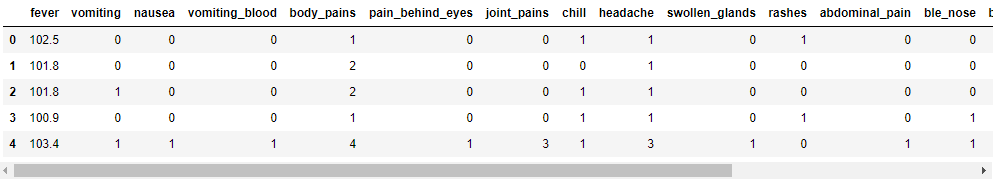 fever vomiting nausea vomiting_blood body_pains pain_behind_eyes joint_pains chill headache swollen_glands rashes abdominal_pain ble_nose b
0 102.5 0 0 0 1 0 0 1 1 0 1 0 0
1 101.8 0 0 0 2 0 0 0 1 0 0 0 0
2 101.8 1 0 0 2 0 0 1 1 0 0 0 0
3 100.9 0 0 0 1 0 0 1 1 0 1 0 1
4 103.4 1 1 1 4 1 3 1 3 1 0 1 1